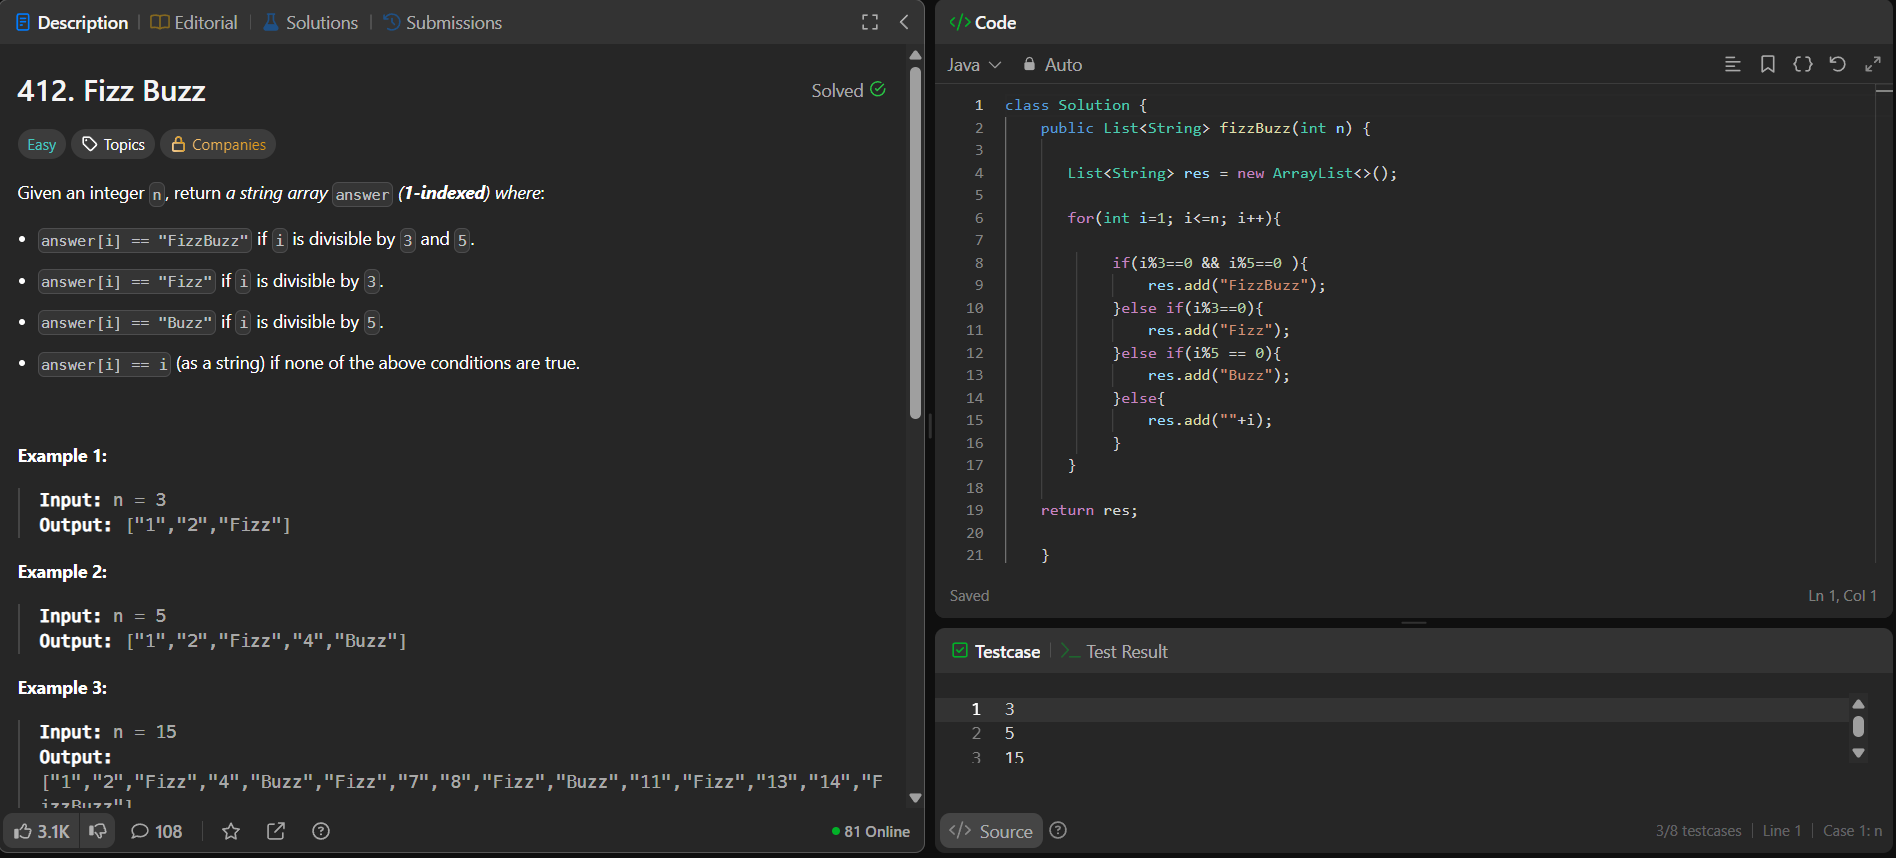 Description
Editorial
Solutions
Submissions
412. Fizz Buzz
Solved
Easy
Topics
Companies
Given an integer n, return a string array answer (1-indexed) where:
• answer[i] == "FizzBuzz" if i is divisible by 3 and 5.
• answer[i] == "Fizz" if i is divisible by 3.
• answer[i] == "Buzz" if i is divisible by 5.
• answer[i] == i (as a string) if none of the above conditions are true.
Example 1:
Input: n = 3
Output: ["1","2","Fizz"]
Example 2:
Input: n = 5
Output: ["1","2","Fizz","4","Buzz"]
Example 3:
Input: n = 15
Output:
["1","2","Fizz","4","Buzz","Fizz","7","8","Fizz","Buzz","11","Fizz","13","14","F
izzBuzz"]
3.1K
108
81 Online
</> Code
Java
Auto
1 class Solution {
2 public List<String> fizzBuzz(int n) {
3
4 List<String> res = new ArrayList<>();
5
6 for(int i=1; i<=n; i++){
7
8 if(i%3==0 && i%5==0 ){
9 res.add("FizzBuzz");
10 }else if(i%3==0){
11 res.add("Fizz");
12 }else if(i%5 == 0){
13 res.add("Buzz");
14 }else{
15 res.add(""+i);
16 }
17 }
18
19 return res;
20
21 }
Saved
Ln 1, Col 1
Testcase
>_ Test Result
1 3
2 5
3 15
</> Source
3/8 testcases
Line 1
Case 1: n